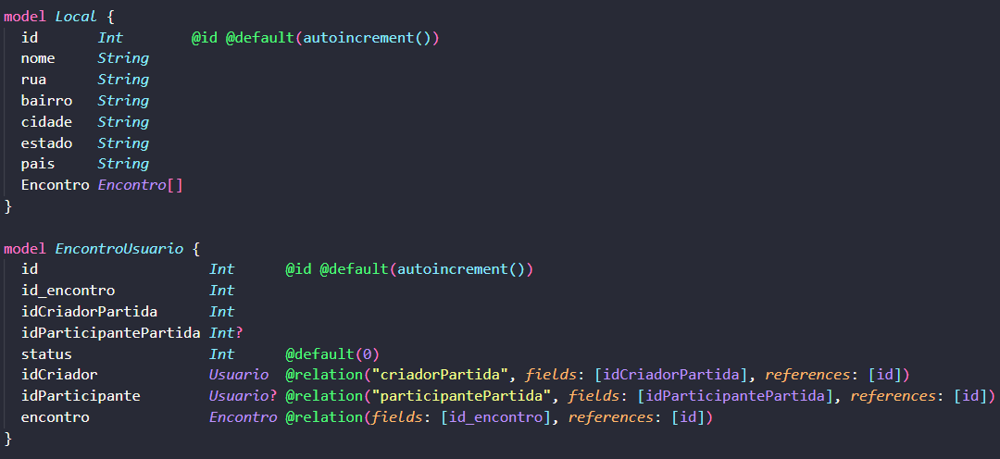 model Local {
  id       Int        @id @default(autoincrement())
  nome     String
  rua      String
  bairro   String
  cidade   String
  estado   String
  pais     String
  Encontro Encontro[]
}

model EncontroUsuario {
  id                    Int      @id @default(autoincrement())
  id_encontro           Int
  idCriadorPartida      Int
  idParticipantePartida Int?
  status                Int      @default(0)
  idCriador             Usuario  @relation("criadorPartida", fields: [idCriadorPartida], references: [id])
  idParticipante        Usuario? @relation("participantePartida", fields: [idParticipantePartida], references: [id])
  encontro              Encontro @relation(fields: [id_encontro], references: [id])
}